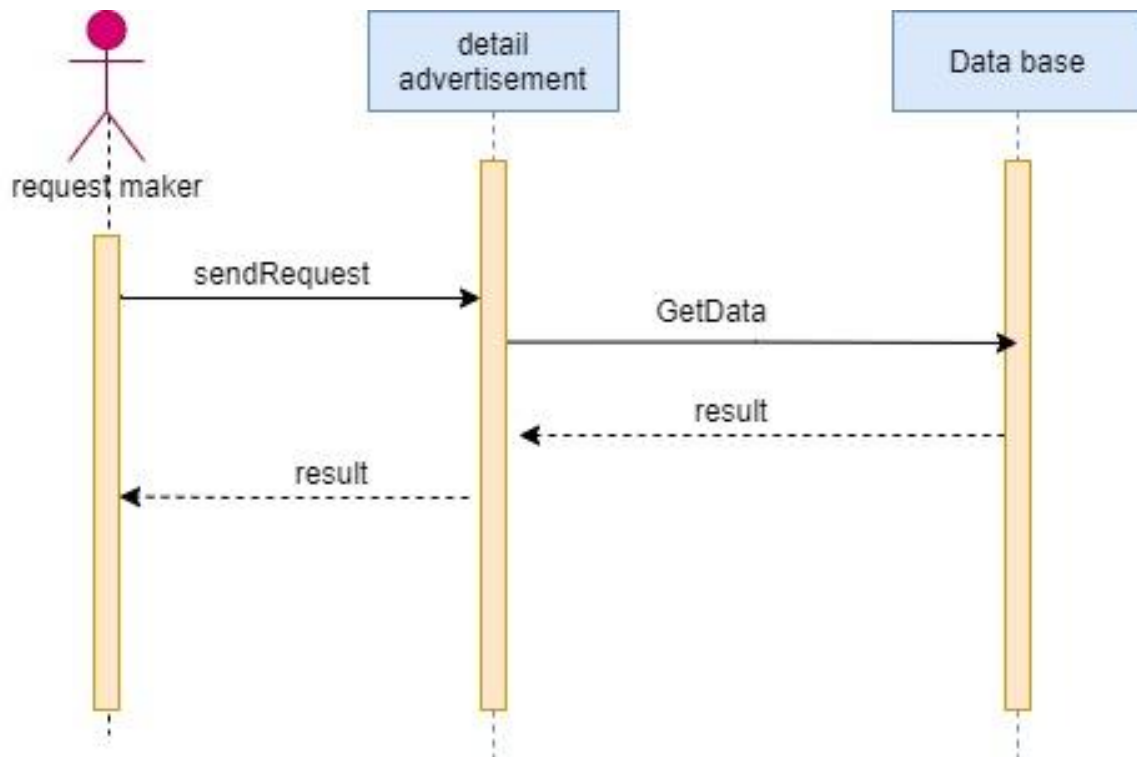 detail
advertisement
Data base
request maker
sendRequest
GetData
result
result